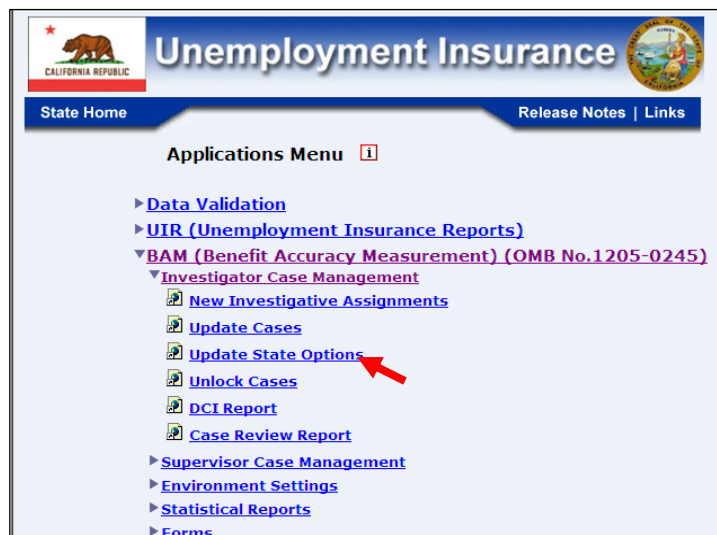 CALIFORNIA REPUBLIC
Unemployment Insurance
State Home
Release Notes | Links
Applications Menu i
Data Validation
UIR (Unemployment Insurance Reports)
BAM (Benefit Accuracy Measurement) (OMB No.1205-0245)
Investigator Case Management
New Investigative Assignments
Update Cases
Update State Options
Unlock Cases
DCI Report
Case Review Report
Supervisor Case Management
Environment Settings
Statistical Reports
Forms